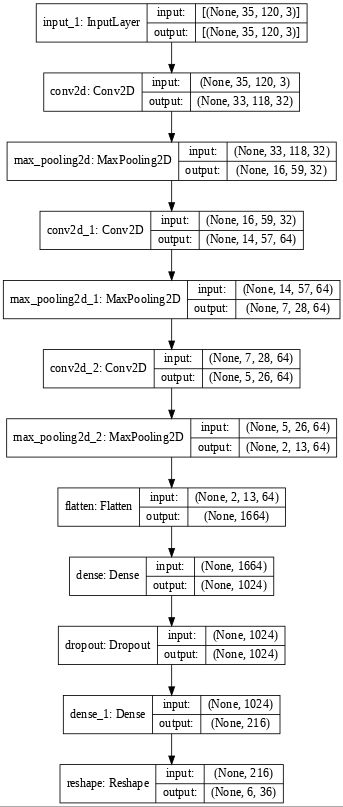 input_1: InputLayer
input: [(None, 35, 120, 3)]
output: [(None, 35, 120, 3)]
conv2d: Conv2D
input: (None, 35, 120, 3)
output: (None, 33, 118, 32)
max_pooling2d: MaxPooling2D
input: (None, 33, 118, 32)
output: (None, 16, 59, 32)
conv2d_1: Conv2D
input: (None, 16, 59, 32)
output: (None, 14, 57, 64)
max_pooling2d_1: MaxPooling2D
input: (None, 14, 57, 64)
output: (None, 7, 28, 64)
conv2d_2: Conv2D
input: (None, 7, 28, 64)
output: (None, 5, 26, 64)
max_pooling2d_2: MaxPooling2D
input: (None, 5, 26, 64)
output: (None, 2, 13, 64)
flatten: Flatten
input: (None, 2, 13, 64)
output: (None, 1664)
dense: Dense
input: (None, 1664)
output: (None, 1024)
dropout: Dropout
input: (None, 1024)
output: (None, 1024)
dense_1: Dense
input: (None, 1024)
output: (None, 216)
reshape: Reshape
input: (None, 216)
output: (None, 6, 36)